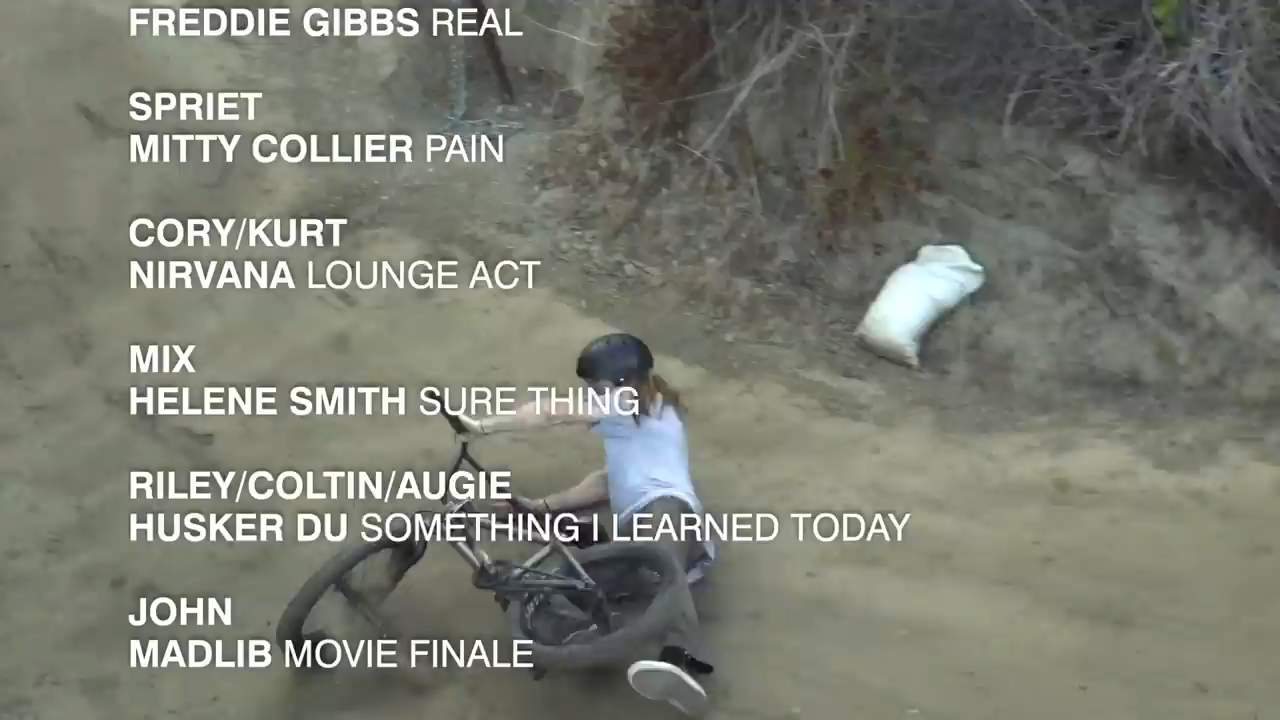 FREDDIE GIBBS REAL
SPRIET
MITTY COLLIER PAIN
CORY/KURT
NIRVANA LOUNGE ACT
MIX
HELENE SMITH SURE THING
RILEY/COLTIN/AUGIE
HUSKER DU SOMETHING I LEARNED TODAY
JOHN
MADLIB MOVIE FINALE